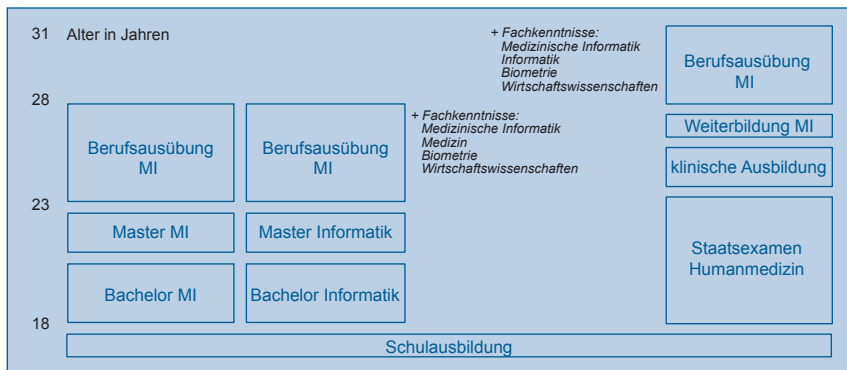 31 Alter in Jahren
+ Fachkenntnisse:
Medizinische Informatik
Informatik
Biometrie
Wirtschaftswissenschaften
Berufsausübung
MI
28
Berufsausübung
MI
Berufsausübung
MI
+ Fachkenntnisse:
Medizinische Informatik
Medizin
Biometrie
Wirtschaftswissenschaften
Weiterbildung MI
klinische Ausbildung
23
Master MI
Master Informatik
Staatsexamen
Humanmedizin
Bachelor MI
Bachelor Informatik
18
Schulausbildung